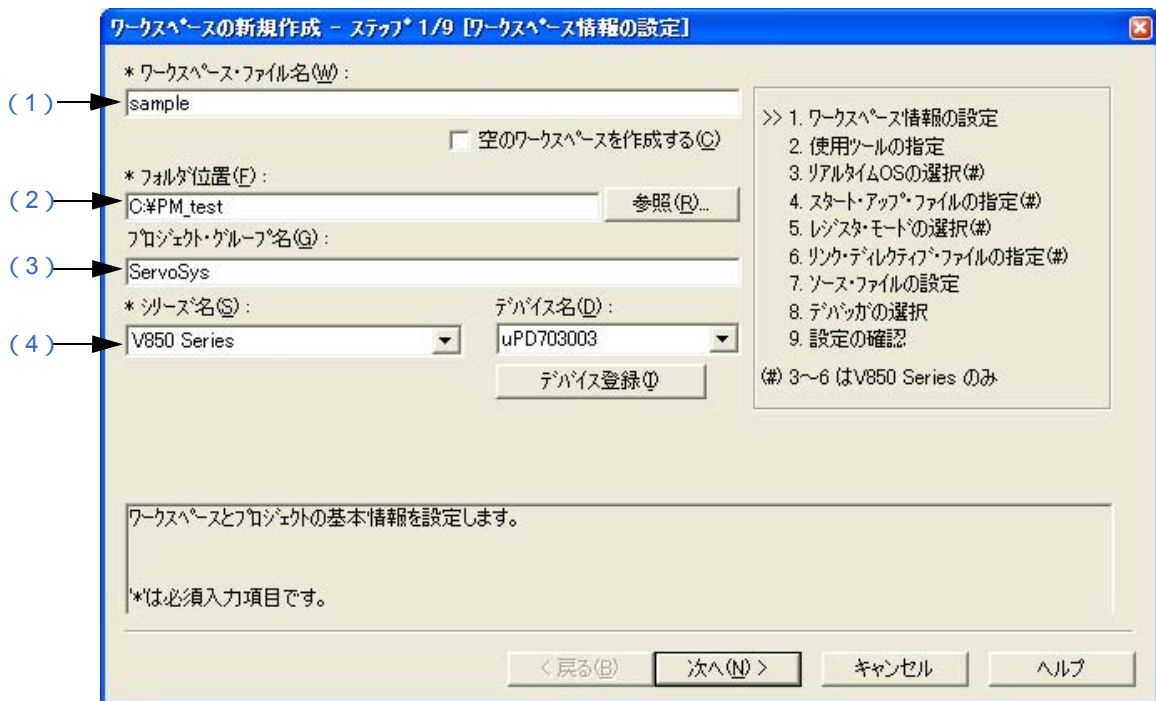 ワークスペースの新規作成 - ステップ 1/9 [ワークスペース情報の設定]
* ワークスペース・ファイル名(W) :
(1)
sample
空のワークスペースを作成する(C)
* フォルダ位置(F) :
(2)
C:¥PM_test
参照(R)...
プロジェクト・グループ名(G) :
(3)
ServoSys
* シリーズ名(S) :
デバイス名(D) :
(4)
V850 Series
uPD703003
デバイス登録(I)
>> 1. ワークスペース情報の設定
2. 使用ツールの指定
3. リアルタイムOSの選択(#)
4. スタート・アップ・ファイルの指定(#)
5. レジスタ・モードの選択(#)
6. リンク・ディレクティブ・ファイルの指定(#)
7. ソース・ファイルの設定
8. デバッガの選択
9. 設定の確認
(#) 3~6 はV850 Series のみ
ワークスペースとプロジェクトの基本情報を設定します。
'*'は必須入力項目です。
< 戻る(B)
次へ(N) >
キャンセル
ヘルプ